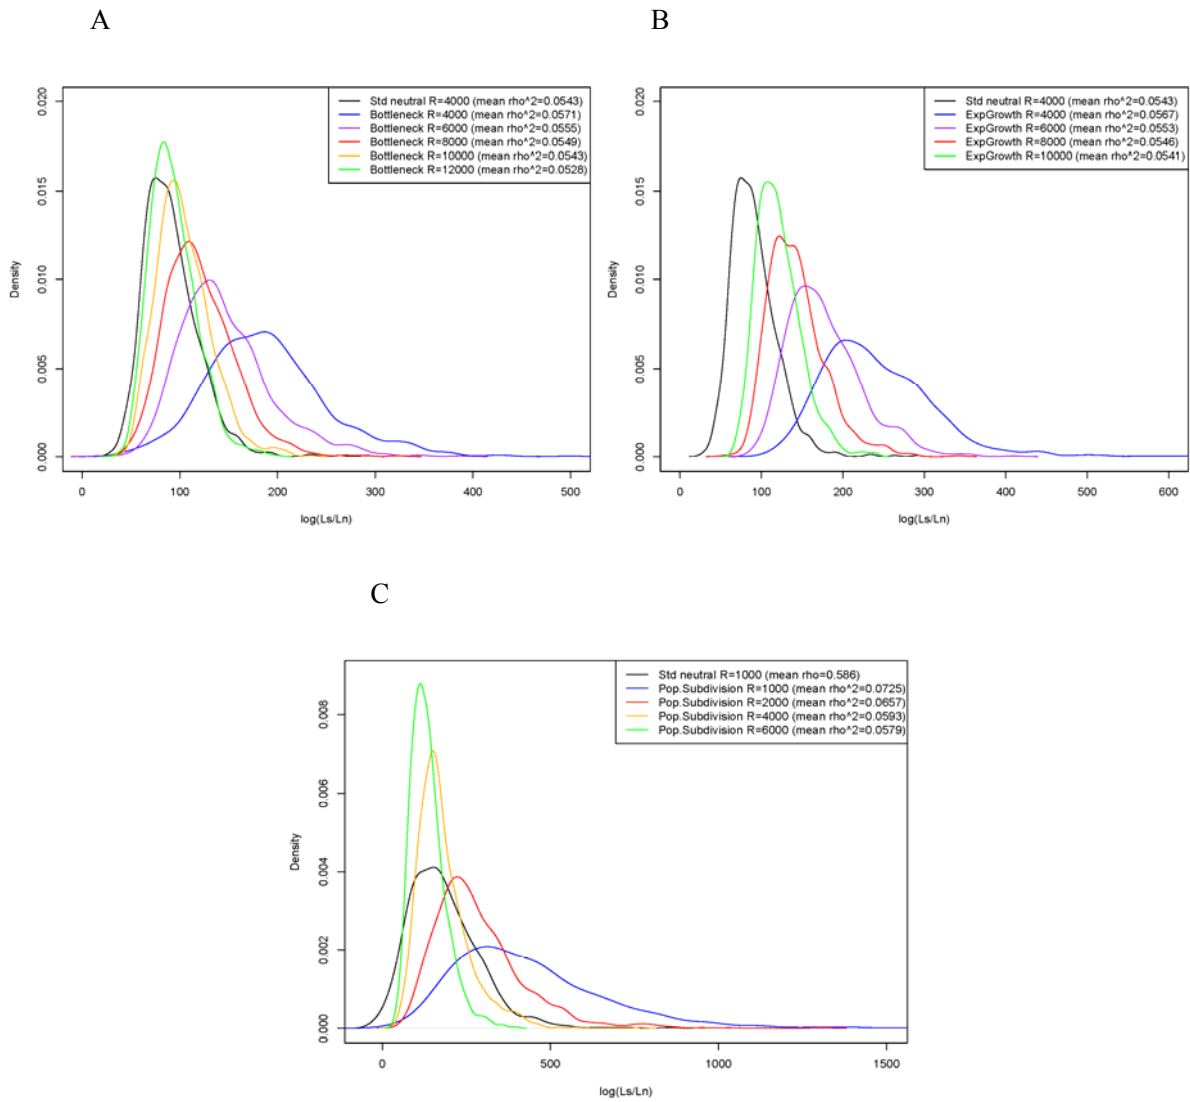 A
B
Std neutral R=4000 (mean rho^2=0.0543)
Bottleneck R=4000 (mean rho^2=0.0571)
Bottleneck R=6000 (mean rho^2=0.0555)
Bottleneck R=8000 (mean rho^2=0.0549)
Bottleneck R=10000 (mean rho^2=0.0543)
Bottleneck R=12000 (mean rho^2=0.0528)
0.020
0.015
0.010
0.005
0.000
Density
0 100 200 300 400 500
log(Ls/Ln)
Std neutral R=4000 (mean rho^2=0.0543)
ExpGrowth R=4000 (mean rho^2=0.0567)
ExpGrowth R=6000 (mean rho^2=0.0553)
ExpGrowth R=8000 (mean rho^2=0.0546)
ExpGrowth R=10000 (mean rho^2=0.0541)
0.020
0.015
0.010
0.005
0.000
Density
0 100 200 300 400 500 600
log(Ls/Ln)
C
Std neutral R=1000 (mean rho=0.586)
Pop.Subdivision R=1000 (mean rho^2=0.0725)
Pop.Subdivision R=2000 (mean rho^2=0.0657)
Pop.Subdivision R=4000 (mean rho^2=0.0593)
Pop.Subdivision R=6000 (mean rho^2=0.0579)
0.008
0.006
0.004
0.002
0.000
Density
0 500 1000 1500
log(Ls/Ln)